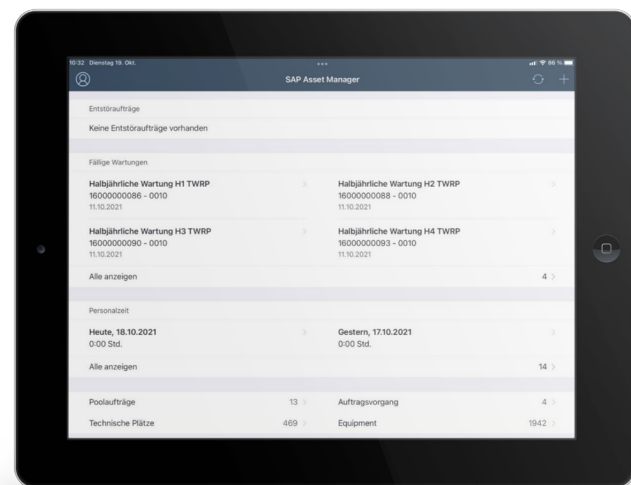 10:32 Dienstag 19. Okt.
86 %
SAP Asset Manager
Entstöraufträge
Keine Entstöraufträge vorhanden
Fällige Wartungen
Halbjährliche Wartung H1 TWRP
16000000086 - 0010
11.10.2021
Halbjährliche Wartung H2 TWRP
16000000088 - 0010
11.10.2021
Halbjährliche Wartung H3 TWRP
16000000090 - 0010
11.10.2021
Halbjährliche Wartung H4 TWRP
16000000093 - 0010
11.10.2021
Alle anzeigen 4
Personalzeit
Heute, 18.10.2021
0:00 Std.
Gestern, 17.10.2021
0:00 Std.
Alle anzeigen 14
Poolaufträge 13
Auftragsvorgang 4
Technische Plätze 469
Equipment 1942